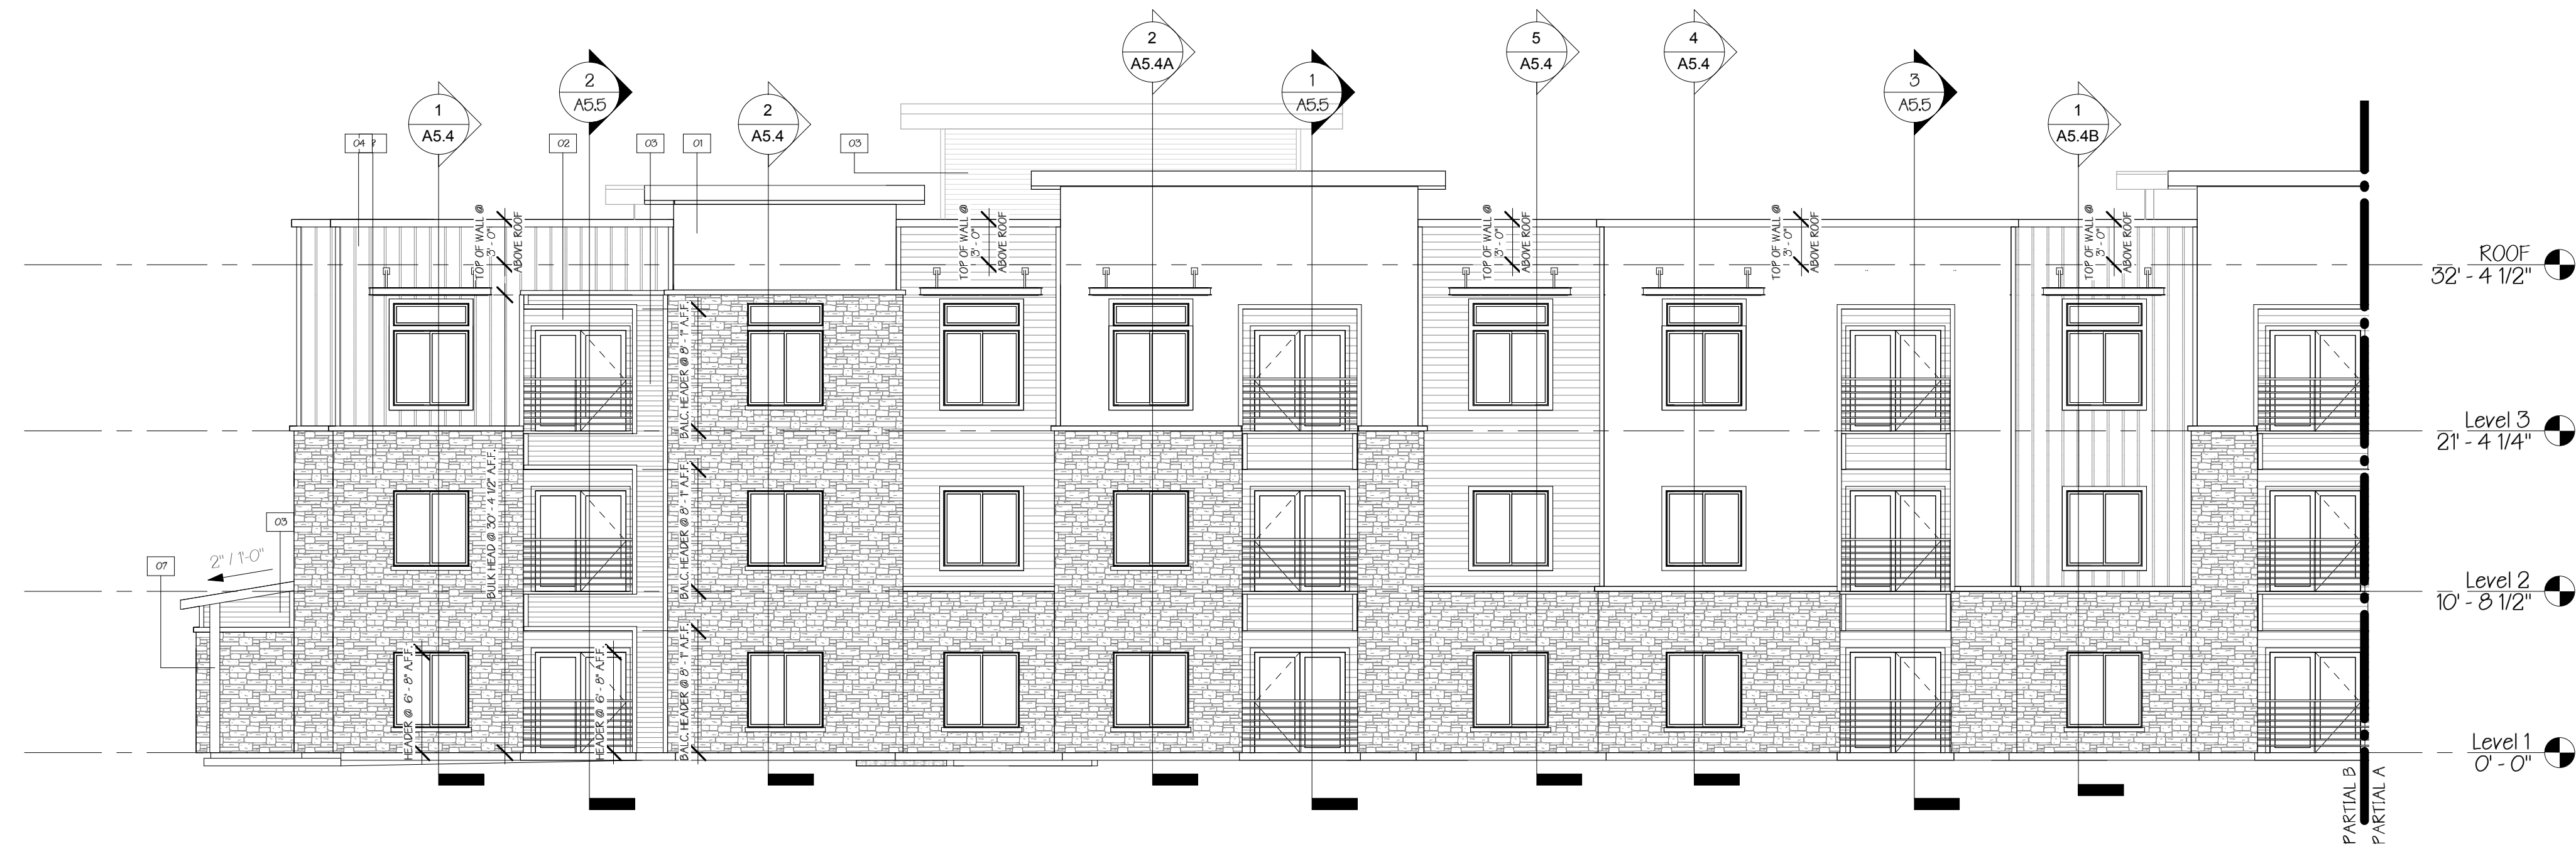 2
A5.4A
5
A5.4
4
A5.4
2
A5.5
1
A5.5
3
A5.5
1
A5.4
2
A5.4
1
A5.4B
04
02
03
01
03
TOP OF WALL @
3' - 0"
ABOVE ROOF
TOP OF WALL @
3' - 0"
ABOVE ROOF
TOP OF WALL @
3' - 0"
ABOVE ROOF
TOP OF WALL @
3' - 0"
ABOVE ROOF
TOP OF WALL @
3' - 0"
ABOVE ROOF
ROOF
32' - 4 1/2"
BALC. HEADER @ 8' - 1" A.F.F.
Level 3
21' - 4 1/4"
BULK HEAD @ 30' - 4 1/2" A.F.F.
BALC. HEADER @ 8' - 1" A.F.F.
03
07
2" / 1'-0"
Level 2
10' - 8 1/2"
HEADER @ 6' - 8" A.F.F.
HEADER @ 6' - 8" A.F.F.
BALC. HEADER @ 8' - 1" A.F.F.
Level 1
0' - 0"
PARTIAL B
PARTIAL A